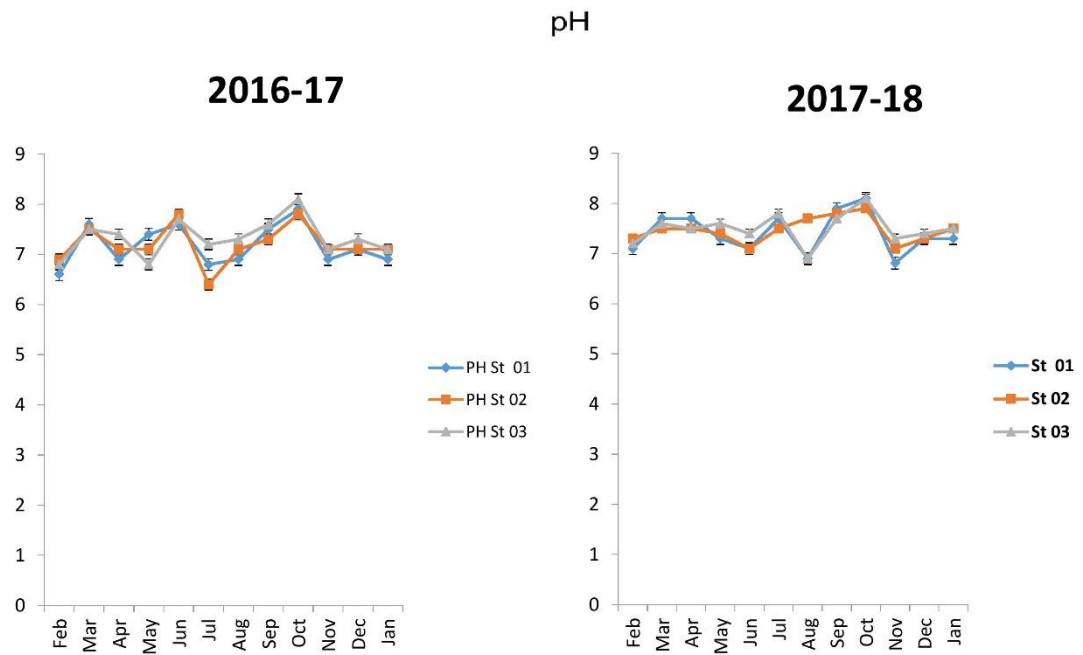 pH
2016-17
9
8
7
6
5
4
3
2
1
0
Feb
Mar
Apr
May
Jun
Jul
Aug
Sep
Oct
Nov
Dec
Jan
PH St 01
PH St 02
PH St 03
2017-18
9
8
7
6
5
4
3
2
1
0
Feb
Mar
Apr
May
Jun
Jul
Aug
Sep
Oct
Nov
Dec
Jan
St 01
St 02
St 03